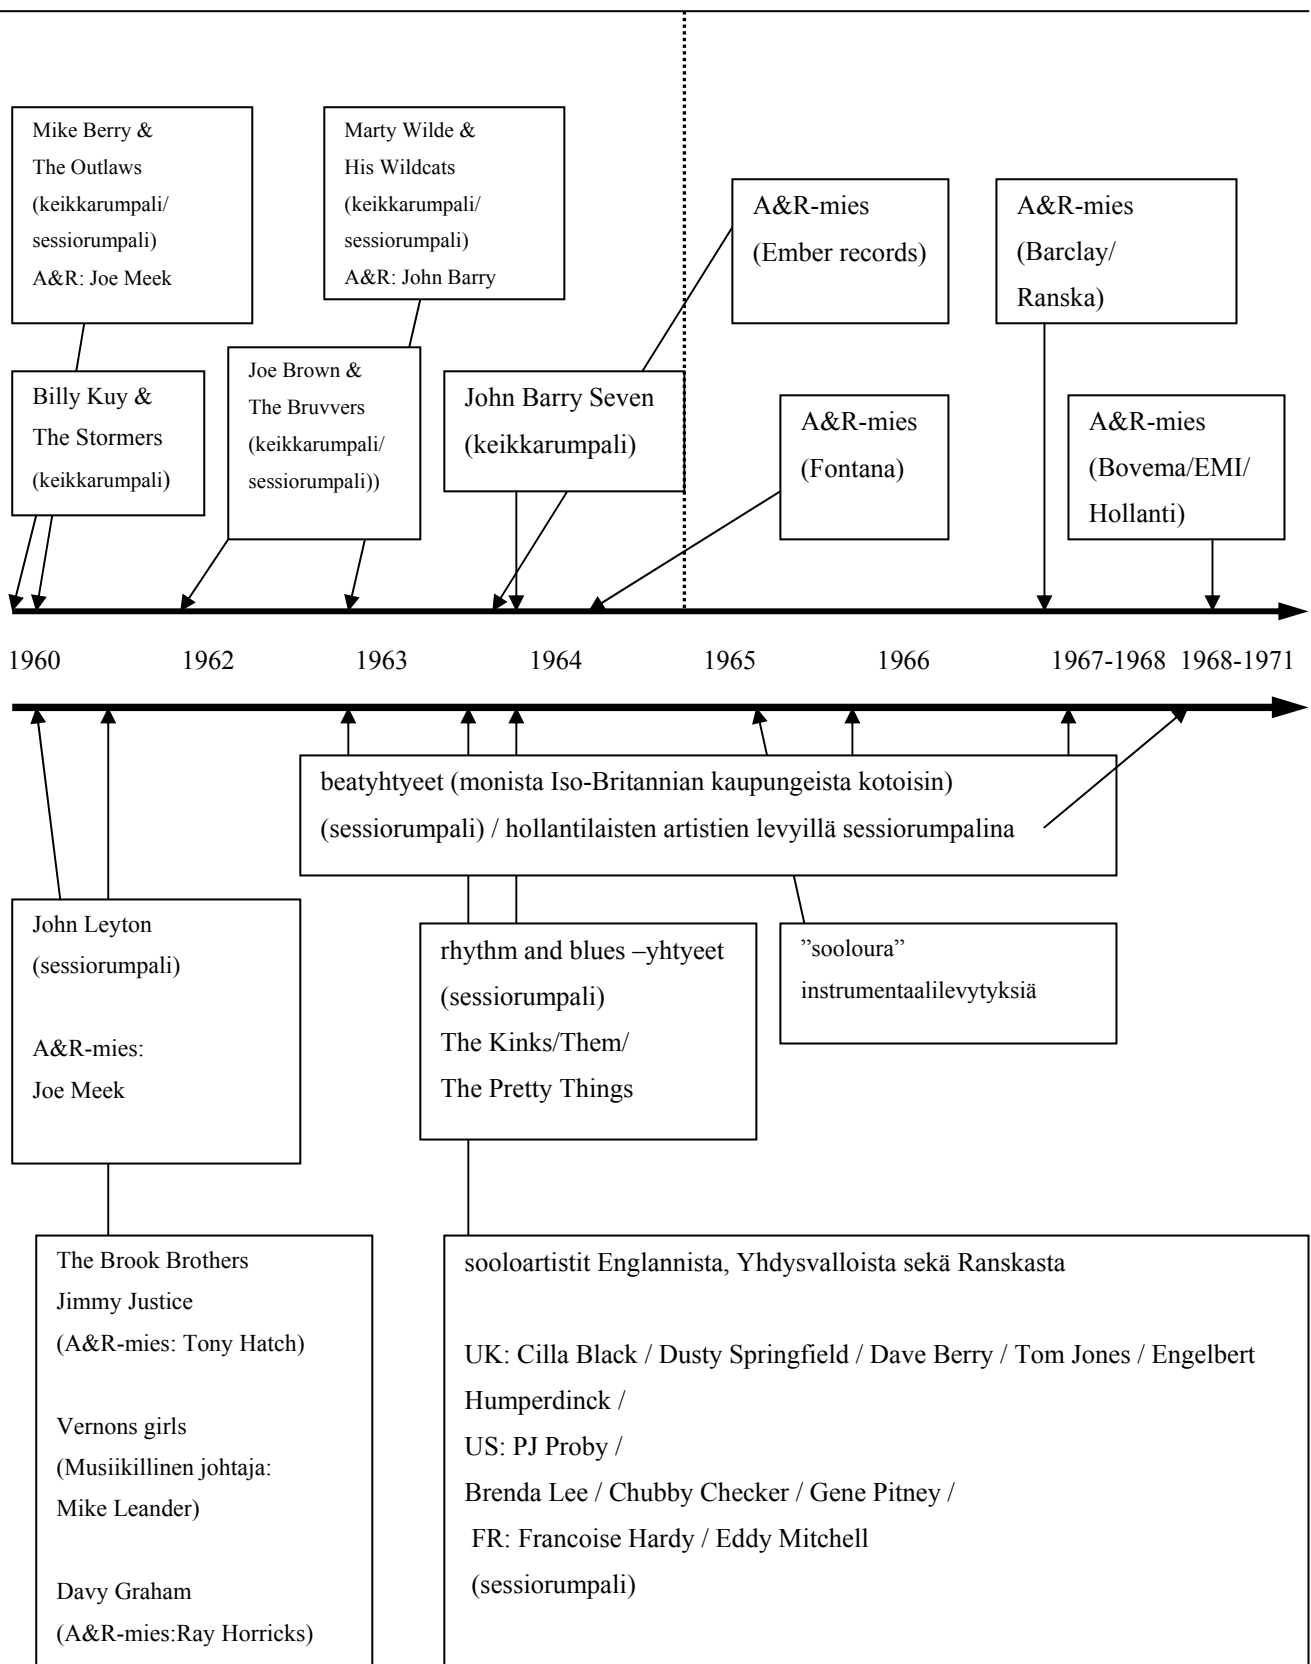 Mike Berry &
The Outlaws
(keikkarumpali/
sessiorumpali)
A&R: Joe Meek
Marty Wilde &
His Wildcats
(keikkarumpali/
sessiorumpali)
A&R: John Barry
A&R-mies
(Ember records)
A&R-mies
(Barclay/
Ranska)
Billy Kuy &
The Stormers
(keikkarumpali)
Joe Brown &
The Bruvvers
(keikkarumpali/
sessiorumpali))
John Barry Seven
(keikkarumpali)
A&R-mies
(Fontana)
A&R-mies
(Bovema/EMI/
Hollanti)
1960 1962 1963 1964 1965 1966 1967-1968 1968-1971
beatyhtyeet (monista Iso-Britannian kaupungeista kotoisin)
(sessiorumpali) / hollantilaisten artistien levyillä sessiorumpalina
John Leyton
(sessiorumpali)
A&R-mies:
Joe Meek
rhythm and blues –yhtyeet
(sessiorumpali)
The Kinks/Them/
The Pretty Things
”sooloura”
instrumentaalilevytyksiä
The Brook Brothers
Jimmy Justice
(A&R-mies: Tony Hatch)
Vernons girls
(Musiikillinen johtaja:
Mike Leander)
Davy Graham
(A&R-mies:Ray Horricks)
sooloartistit Englannista, Yhdysvalloista sekä Ranskasta
UK: Cilla Black / Dusty Springfield / Dave Berry / Tom Jones / Engelbert
Humperdinck /
US: PJ Proby /
Brenda Lee / Chubby Checker / Gene Pitney /
FR: Francoise Hardy / Eddy Mitchell
(sessiorumpali)